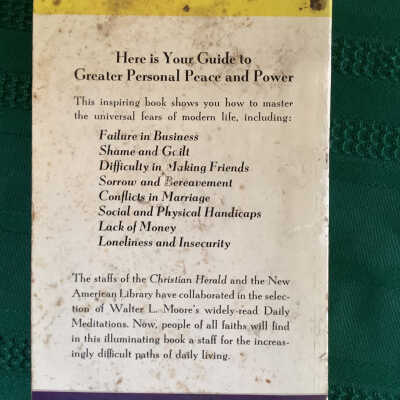 Here is Your Guide to
Greater Personal Peace and Power
This inspiring book shows you how to master
the universal fears of modern life, including:
Failure in Business
Shame and Guilt
Difficulty in Making Friends
Sorrow and Bereavement
Conflicts in Marriage
Social and Physical Handicaps
Lack of Money
Loneliness and Insecurity
The staffs of the Christian Herald and the New
American Library have collaborated in the selec-
tion of Walter L. Moore's widely-read Daily
Meditations. Now, people of all faiths will find
in this illuminating book a staff for the increas-
ingly difficult paths of daily living.